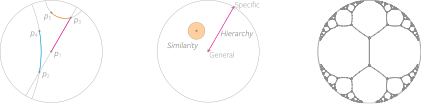 p5
p3
p4
p1
p2
Specific
Hierarchy
Similarity
General